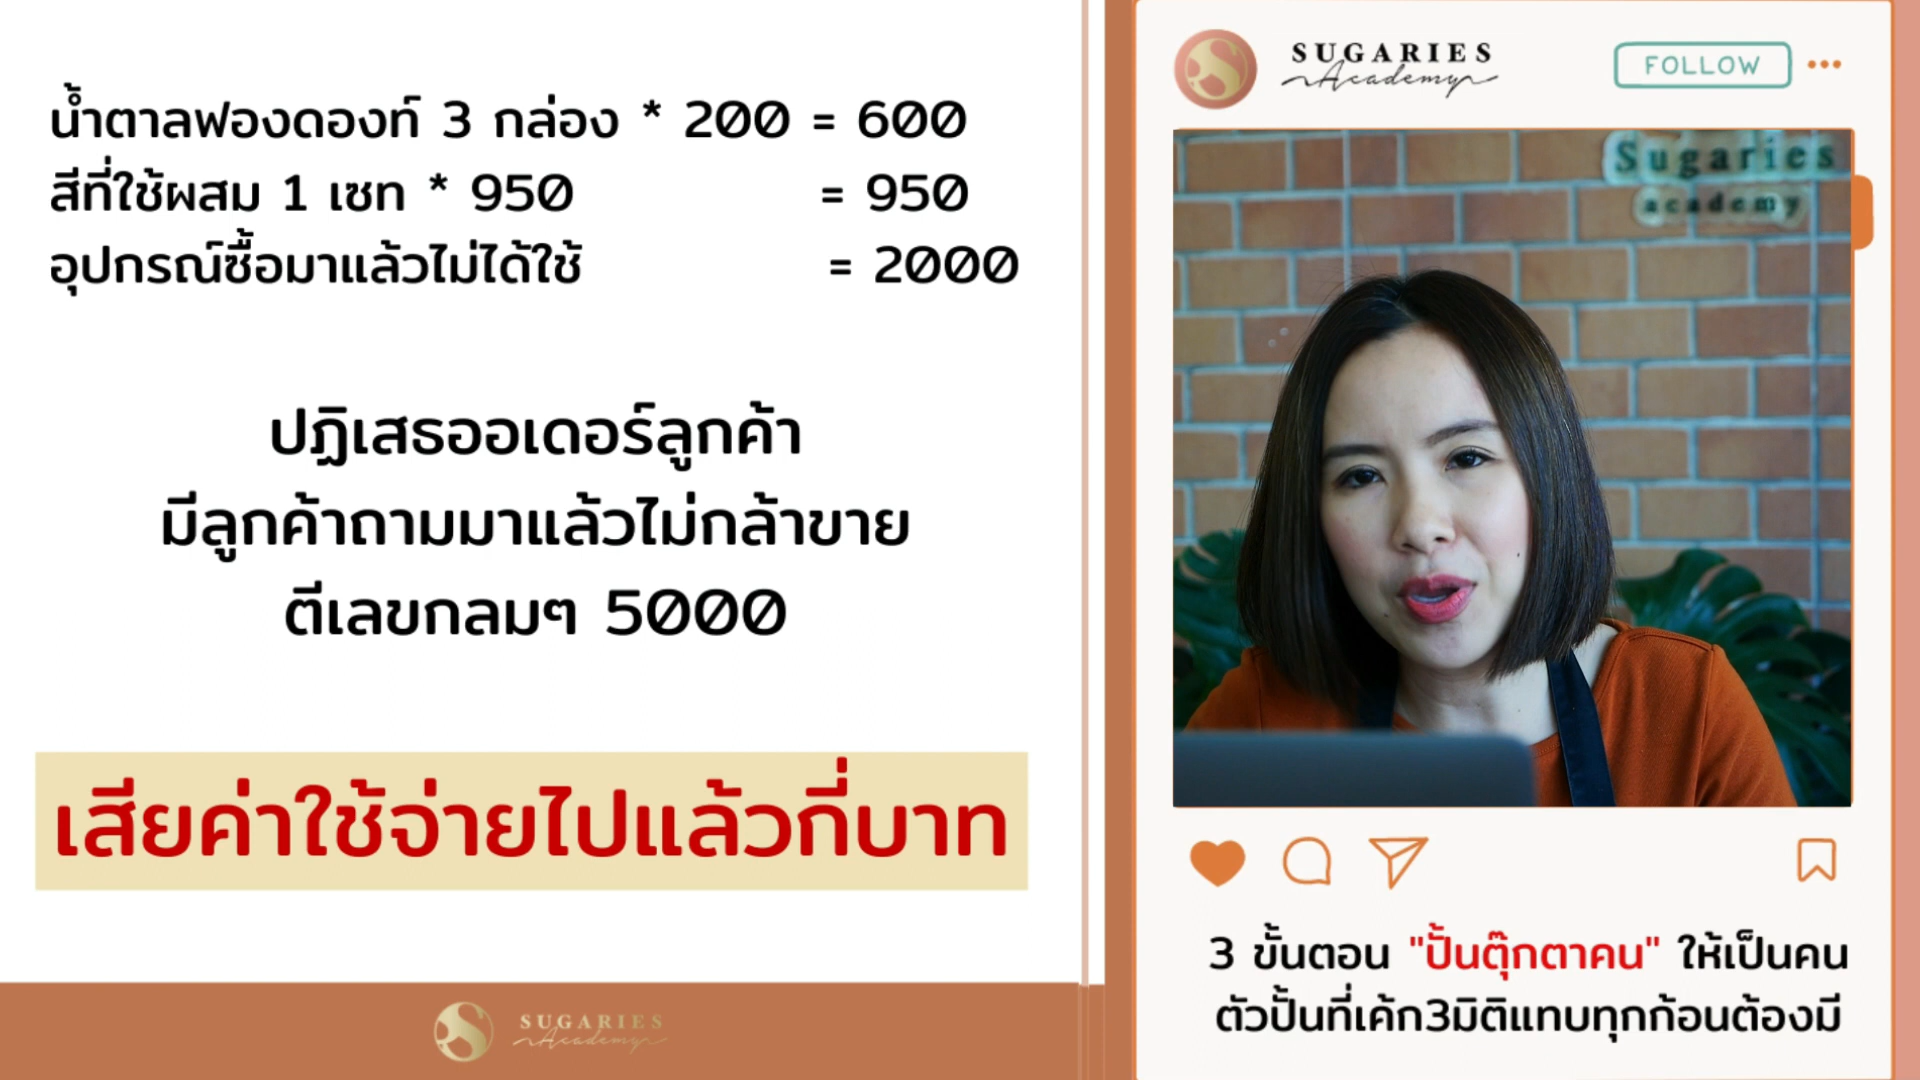 น้ำตาลฟองดองท์ 3 กล่อง * 200 = 600
สีที่ใช้ผสม 1 เซท * 950 = 950
อุปกรณ์ซื้อมาแล้วไม่ได้ใช้ = 2000
ปฏิเสธออเดอร์ลูกค้า
มีลูกค้าถามมาแล้วไม่กล้าขาย
ตีเลขกลมๆ 5000
เสียค่าใช้จ่ายไปแล้วกี่บาท
SUGARIES
Academy
SUGARIES
Academy
FOLLOW
Sugaries
academy
3 ขั้นตอน "ปั้นตุ๊กตาคน" ให้เป็นคน
ตัวปั้นที่เค้ก3มิติแทบทุกก้อนต้องมี